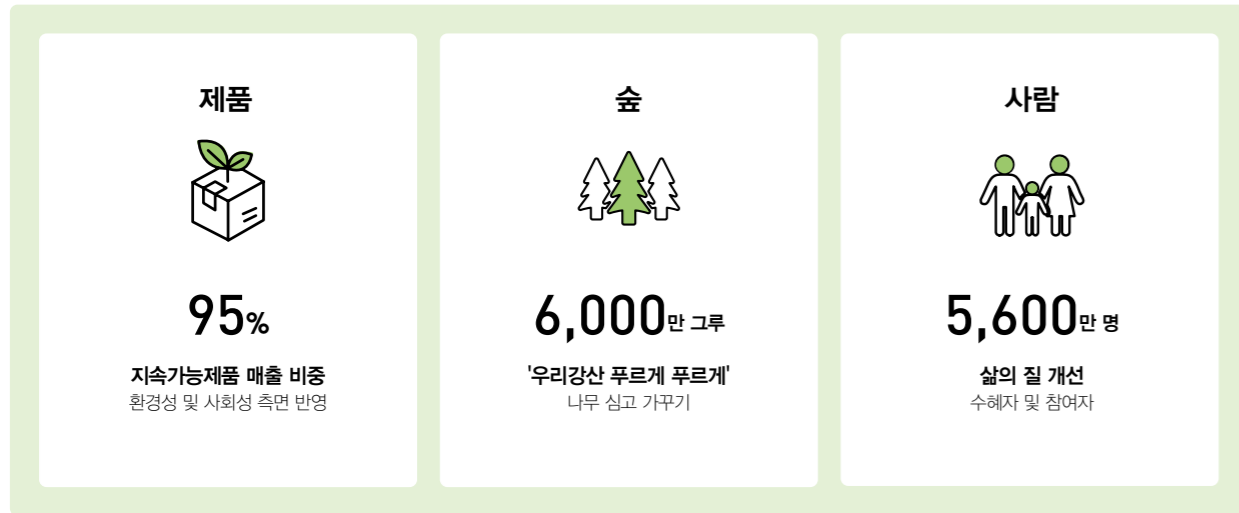 제품
95%
지속가능제품 매출 비중
환경성 및 사회성 측면 반영
숲
6,000만 그루
'우리강산 푸르게 푸르게'
나무 심고 가꾸기
사람
5,600만 명
삶의 질 개선
수혜자 및 참여자